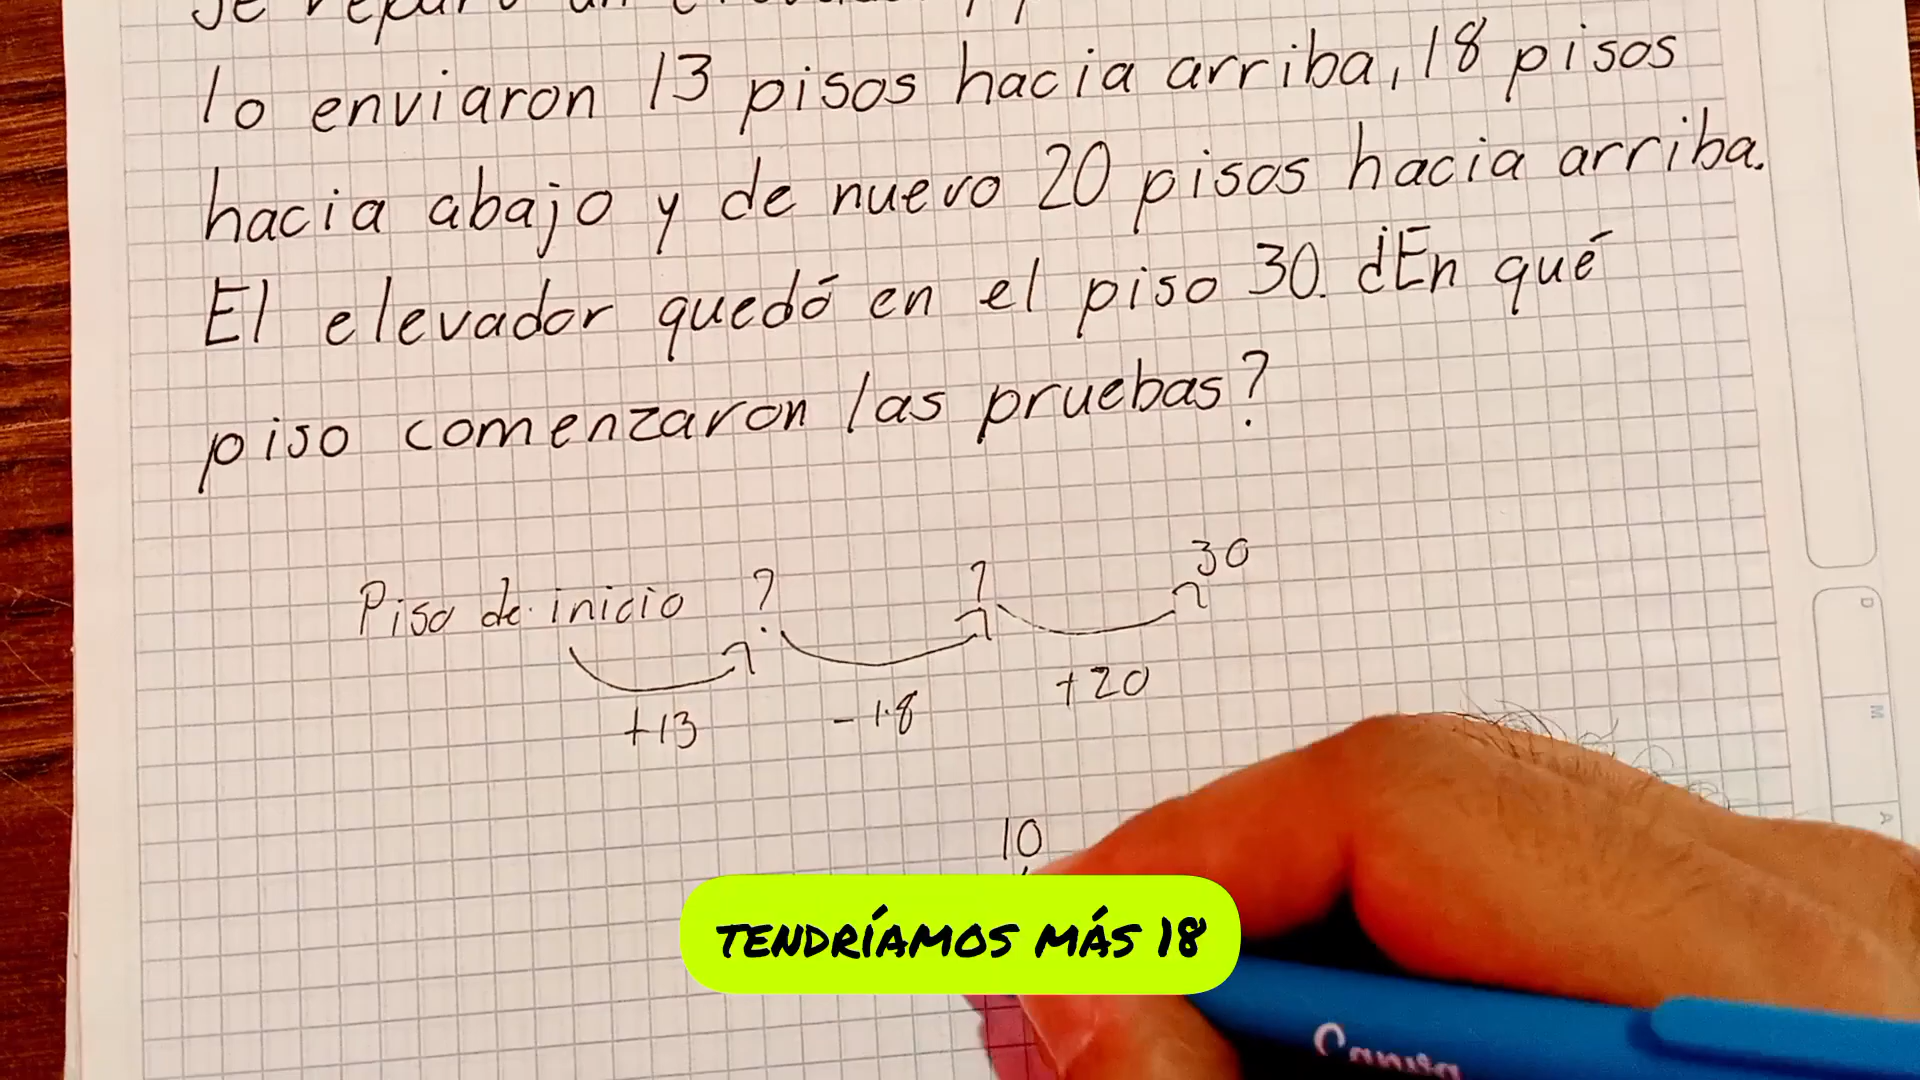 lo enviaron 13 pisos hacia arriba, 18 pisos
hacia abajo y de nuevo 20 pisos hacia arriba.
El elevador quedó en el piso 30. ¿En qué
piso comenzaron las pruebas?
Piso de inicio ? ? 30
+13 -18 +20
10
TENDRÍAMOS MÁS 18